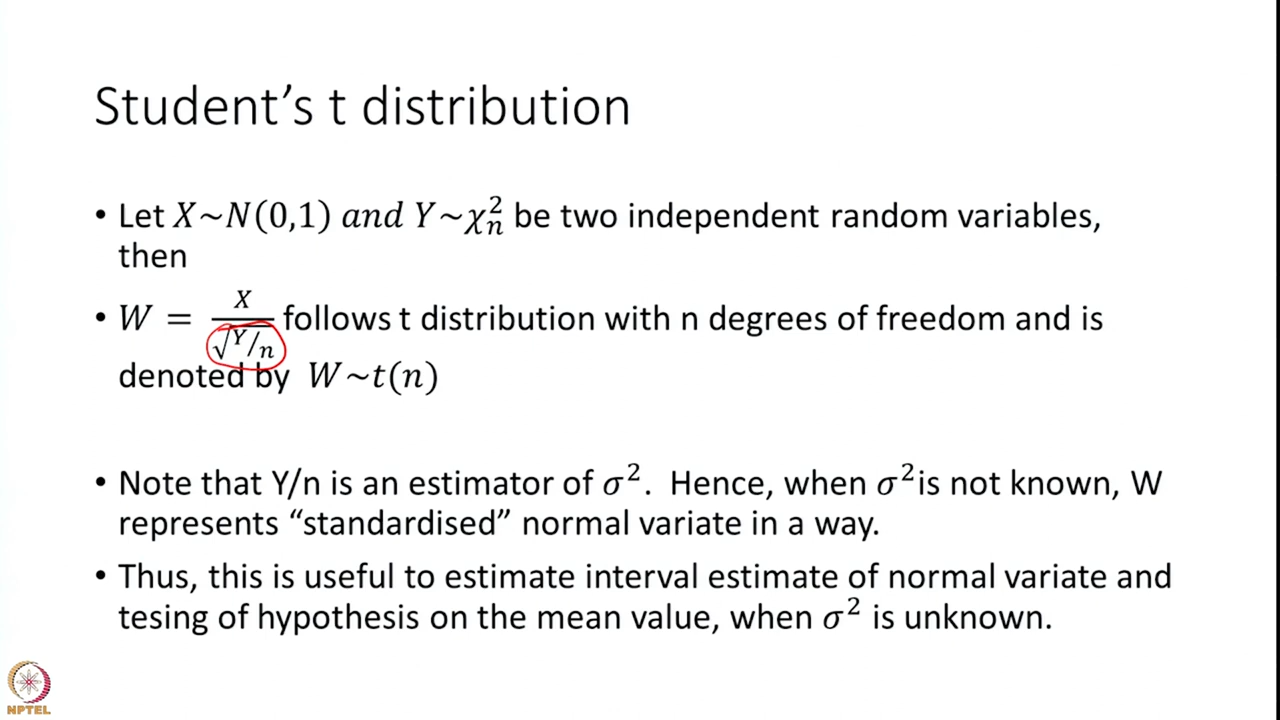 Student's t distribution
• Let X~N(0,1) and Y~χ²ₙ be two independent random variables,
then
• W = X/√(Y/n) follows t distribution with n degrees of freedom and is
denoted by W~t(n)
• Note that Y/n is an estimator of σ². Hence, when σ²is not known, W
represents “standardised” normal variate in a way.
• Thus, this is useful to estimate interval estimate of normal variate and
tesing of hypothesis on the mean value, when σ² is unknown.
NPTEL